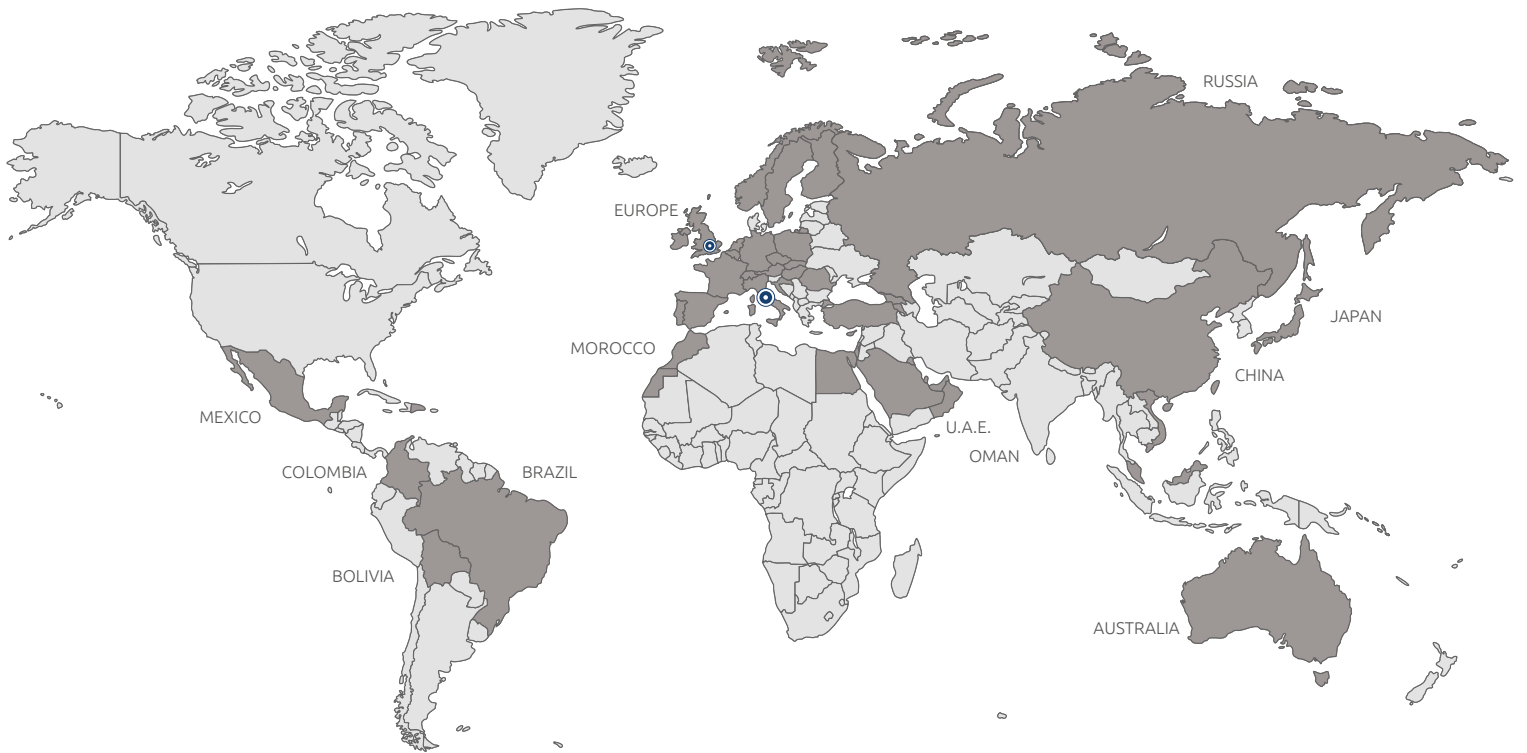 RUSSIA
EUROPE
JAPAN
MOROCCO
CHINA
MEXICO
U.A.E.
OMAN
COLOMBIA
BRAZIL
BOLIVIA
AUSTRALIA